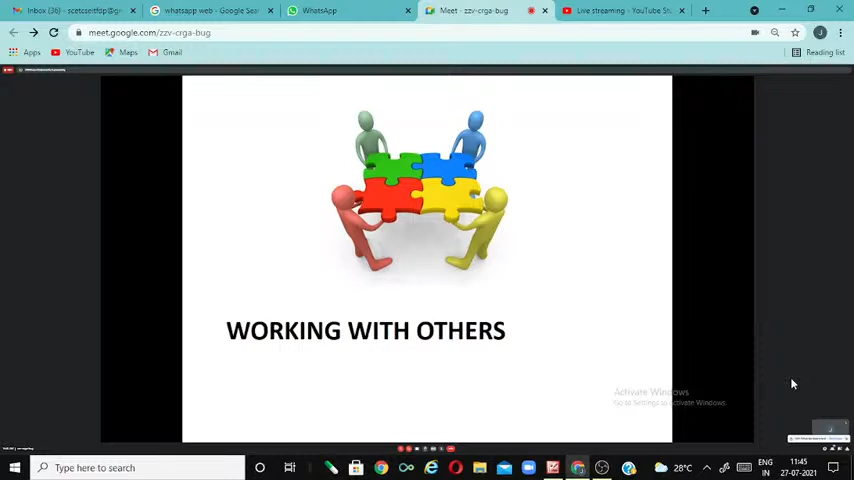 Inbox (36) - scetcseitfdp@gm
whatsapp web - Google Sear
WhatsApp
Meet - zzv-crga-bug
Live streaming - YouTube St
meet.google.com/zzv-crga-bug
Apps
YouTube
Maps
Gmail
Reading list
WORKING WITH OTHERS
Activate Windows
Go to Settings to activate Windows.
Type here to search
28°C
ENG
IN
11:45
27-07-2021